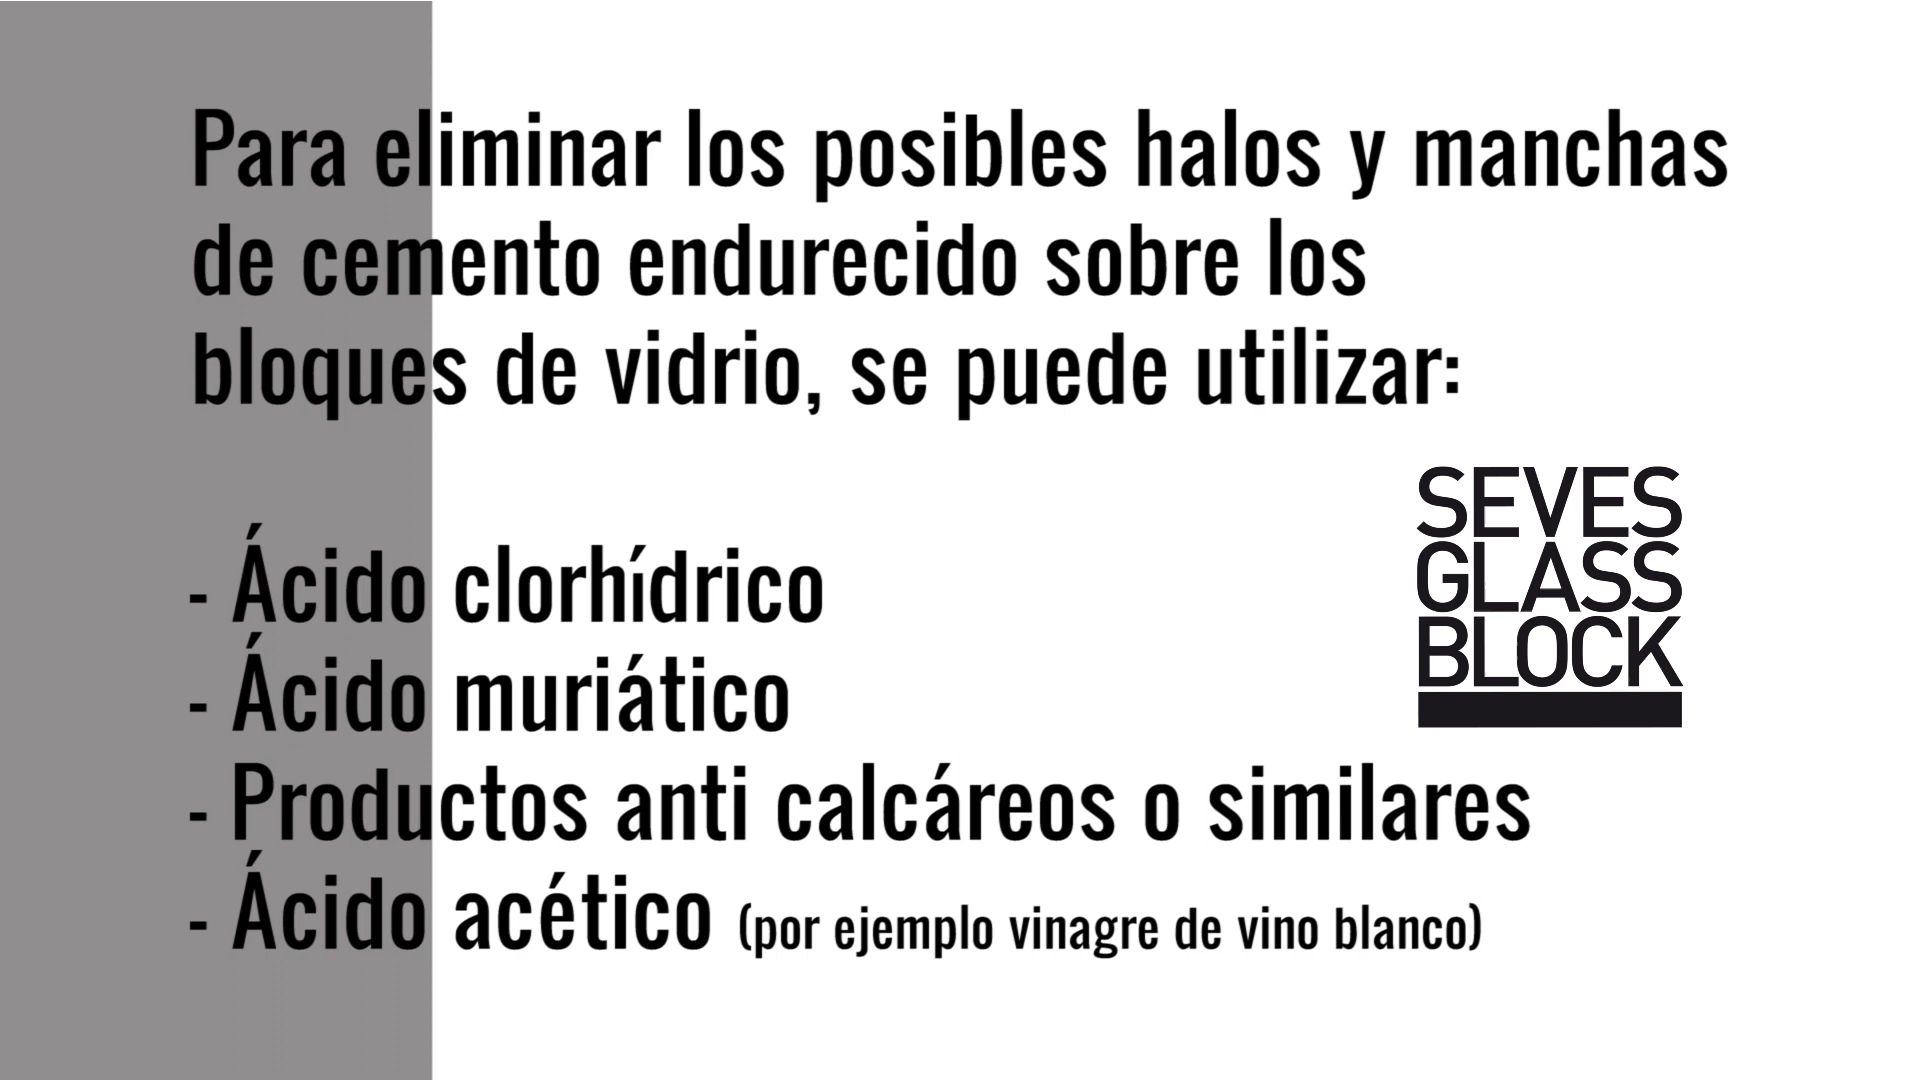 Para eliminar los posibles halos y manchas
de cemento endurecido sobre los
bloques de vidrio, se puede utilizar:
- Ácido clorhídrico
- Ácido muriático
- Productos anti calcáreos o similares
- Ácido acético (por ejemplo vinagre de vino blanco)
SEVES
GLASS
BLOCK